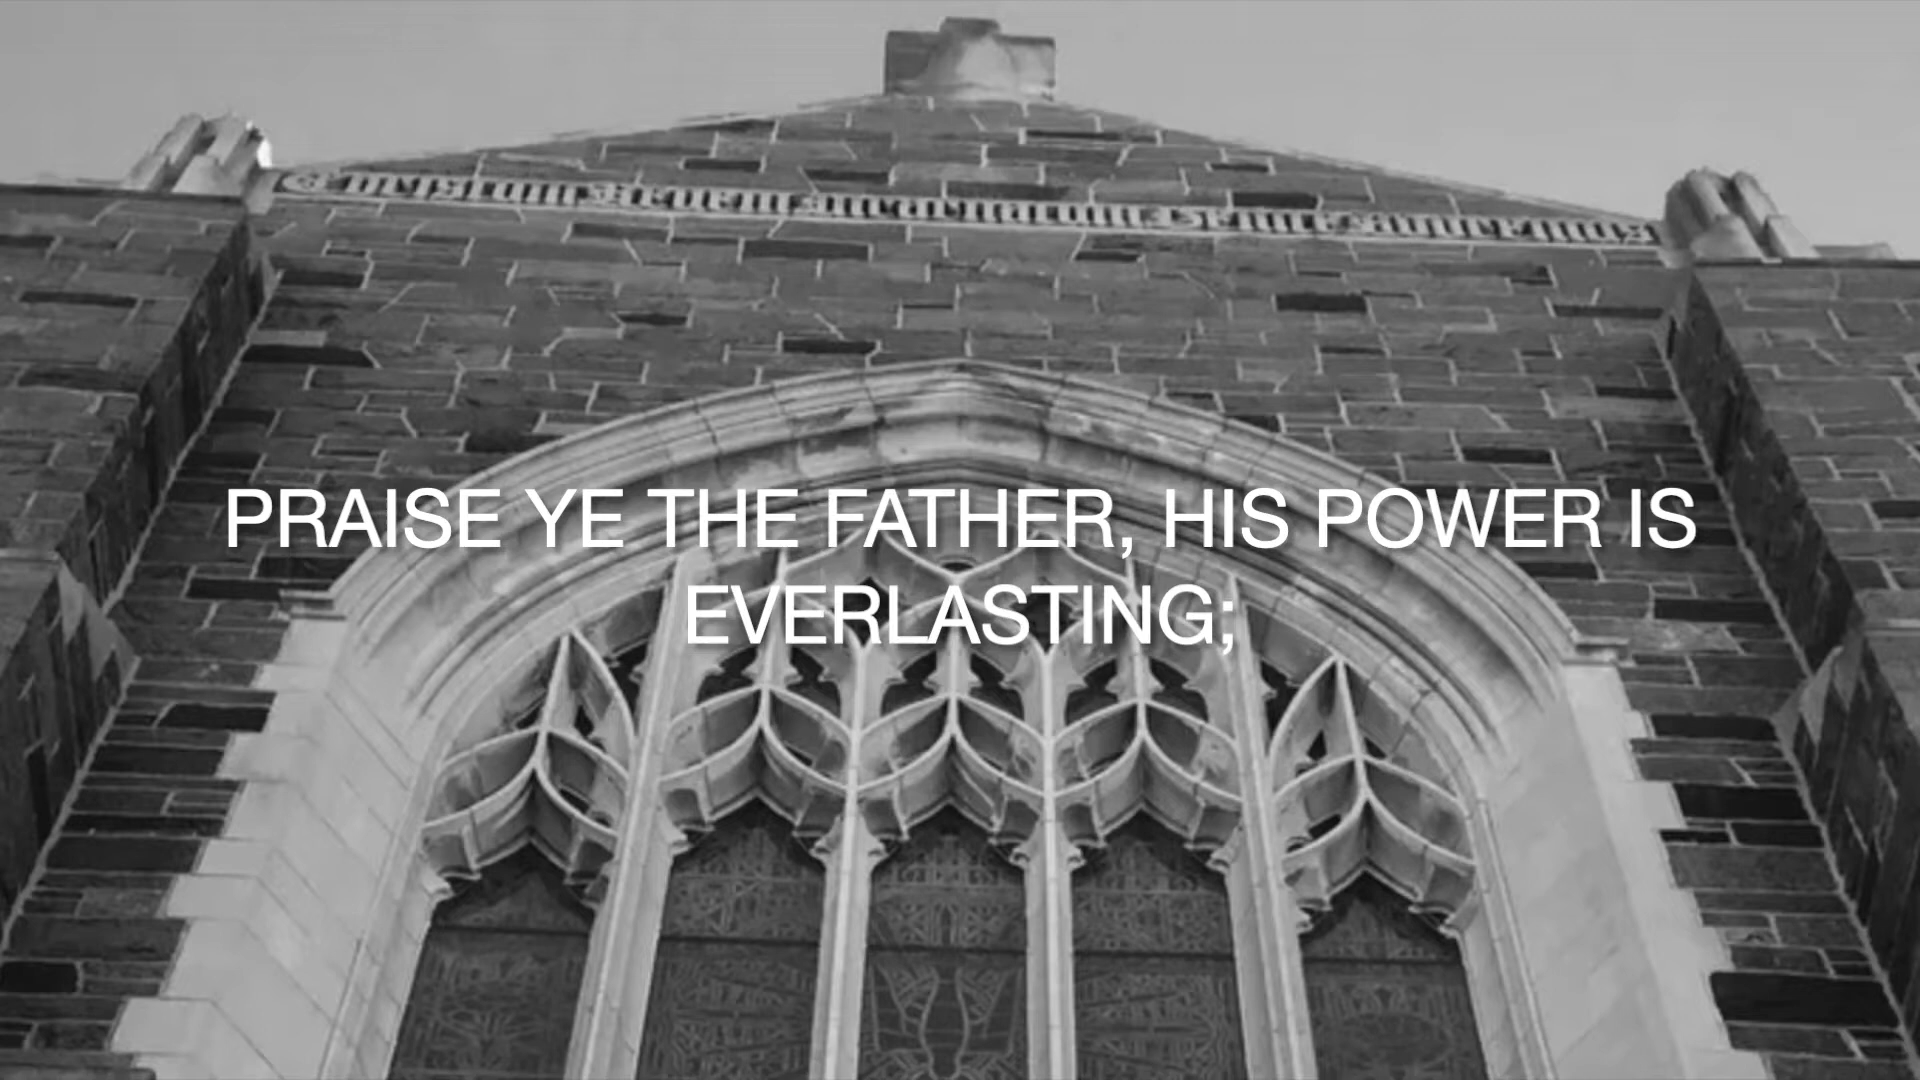 PRAISE YE THE FATHER, HIS POWER IS
EVERLASTING;